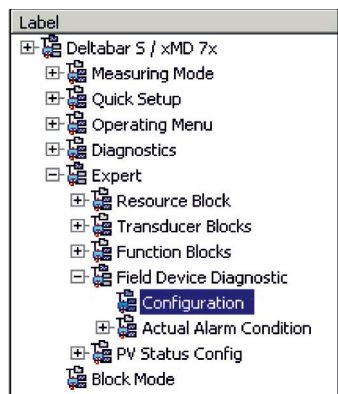 Label
Deltabar S / xMD 7x
Measuring Mode
Quick Setup
Operating Menu
Diagnostics
Expert
Resource Block
Transducer Blocks
Function Blocks
Field Device Diagnostic
Configuration
Actual Alarm Condition
PV Status Config
Block Mode